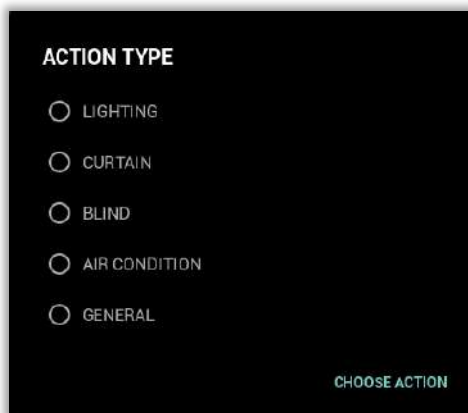 ACTION TYPE
LIGHTING
CURTAIN
BLIND
AIR CONDITION
GENERAL
CHOOSE ACTION